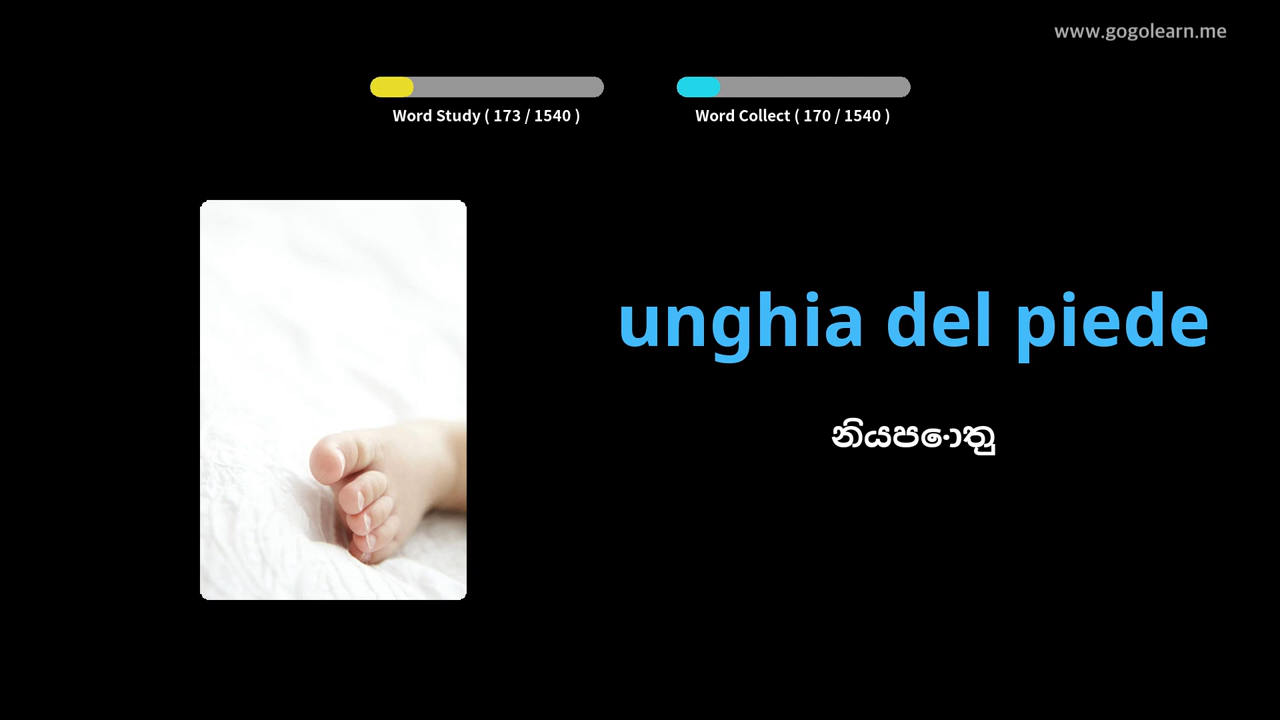 www.gogolearn.me
Word Study ( 173 / 1540 )
Word Collect ( 170 / 1540 )
unghia del piede
නියපොතු